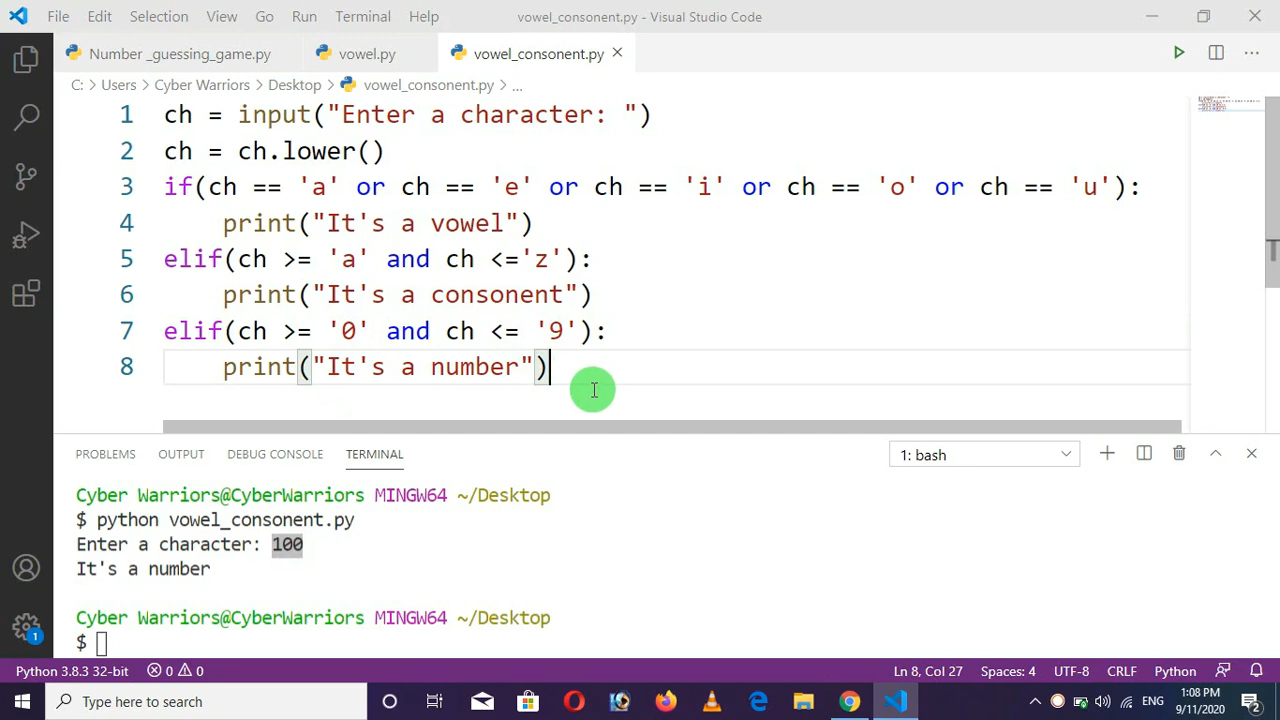 File Edit Selection View Go Run Terminal Help vowel_consonent.py - Visual Studio Code
Number _guessing_game.py vowel.py vowel_consonent.py
C: > Users > Cyber Warriors > Desktop > vowel_consonent.py > ...
1 ch = input("Enter a character: ")
2 ch = ch.lower()
3 if(ch == 'a' or ch == 'e' or ch == 'i' or ch == 'o' or ch == 'u'):
4     print("It's a vowel")
5 elif(ch >= 'a' and ch <='z'):
6     print("It's a consonent")
7 elif(ch >= '0' and ch <= '9'):
8     print("It's a number")
T
PROBLEMS OUTPUT DEBUG CONSOLE TERMINAL 1: bash
Cyber Warriors@CyberWarriors MINGW64 ~/Desktop
$ python vowel_consonent.py
Enter a character: 100
It's a number
Cyber Warriors@CyberWarriors MINGW64 ~/Desktop
$
1
Python 3.8.3 32-bit 0 0 Ln 8, Col 27 Spaces: 4 UTF-8 CRLF Python
Type here to search ENG 1:08 PM
9/11/2020 2